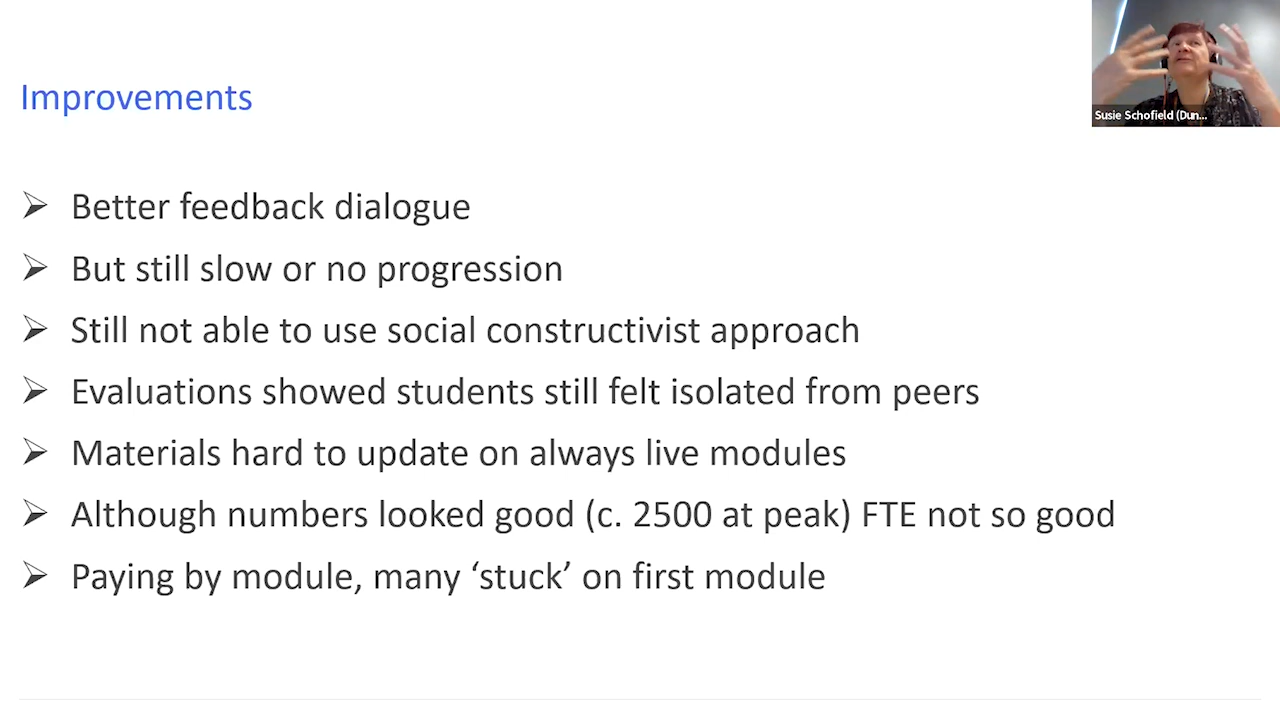 Improvements
Susie Schofield (Dun...
➢ Better feedback dialogue
➢ But still slow or no progression
➢ Still not able to use social constructivist approach
➢ Evaluations showed students still felt isolated from peers
➢ Materials hard to update on always live modules
➢ Although numbers looked good (c. 2500 at peak) FTE not so good
➢ Paying by module, many ‘stuck’ on first module